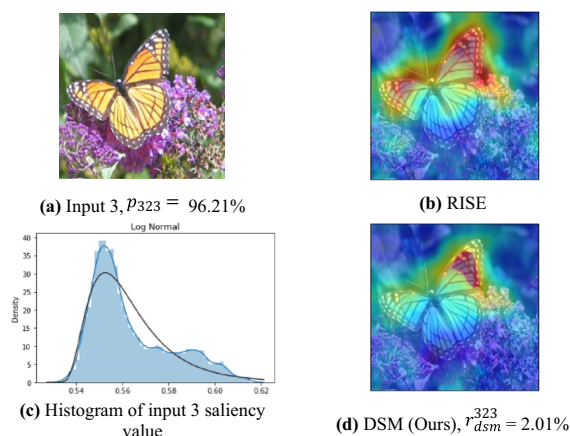 (a) Input 3, p₃₂₃ = 96.21%
(b) RISE
Log Normal
Density
40
35
30
25
20
15
10
5
0
0.54 0.56 0.58 0.60 0.62
(c) Histogram of input 3 saliency
value
(d) DSM (Ours), r³²³dsm = 2.01%